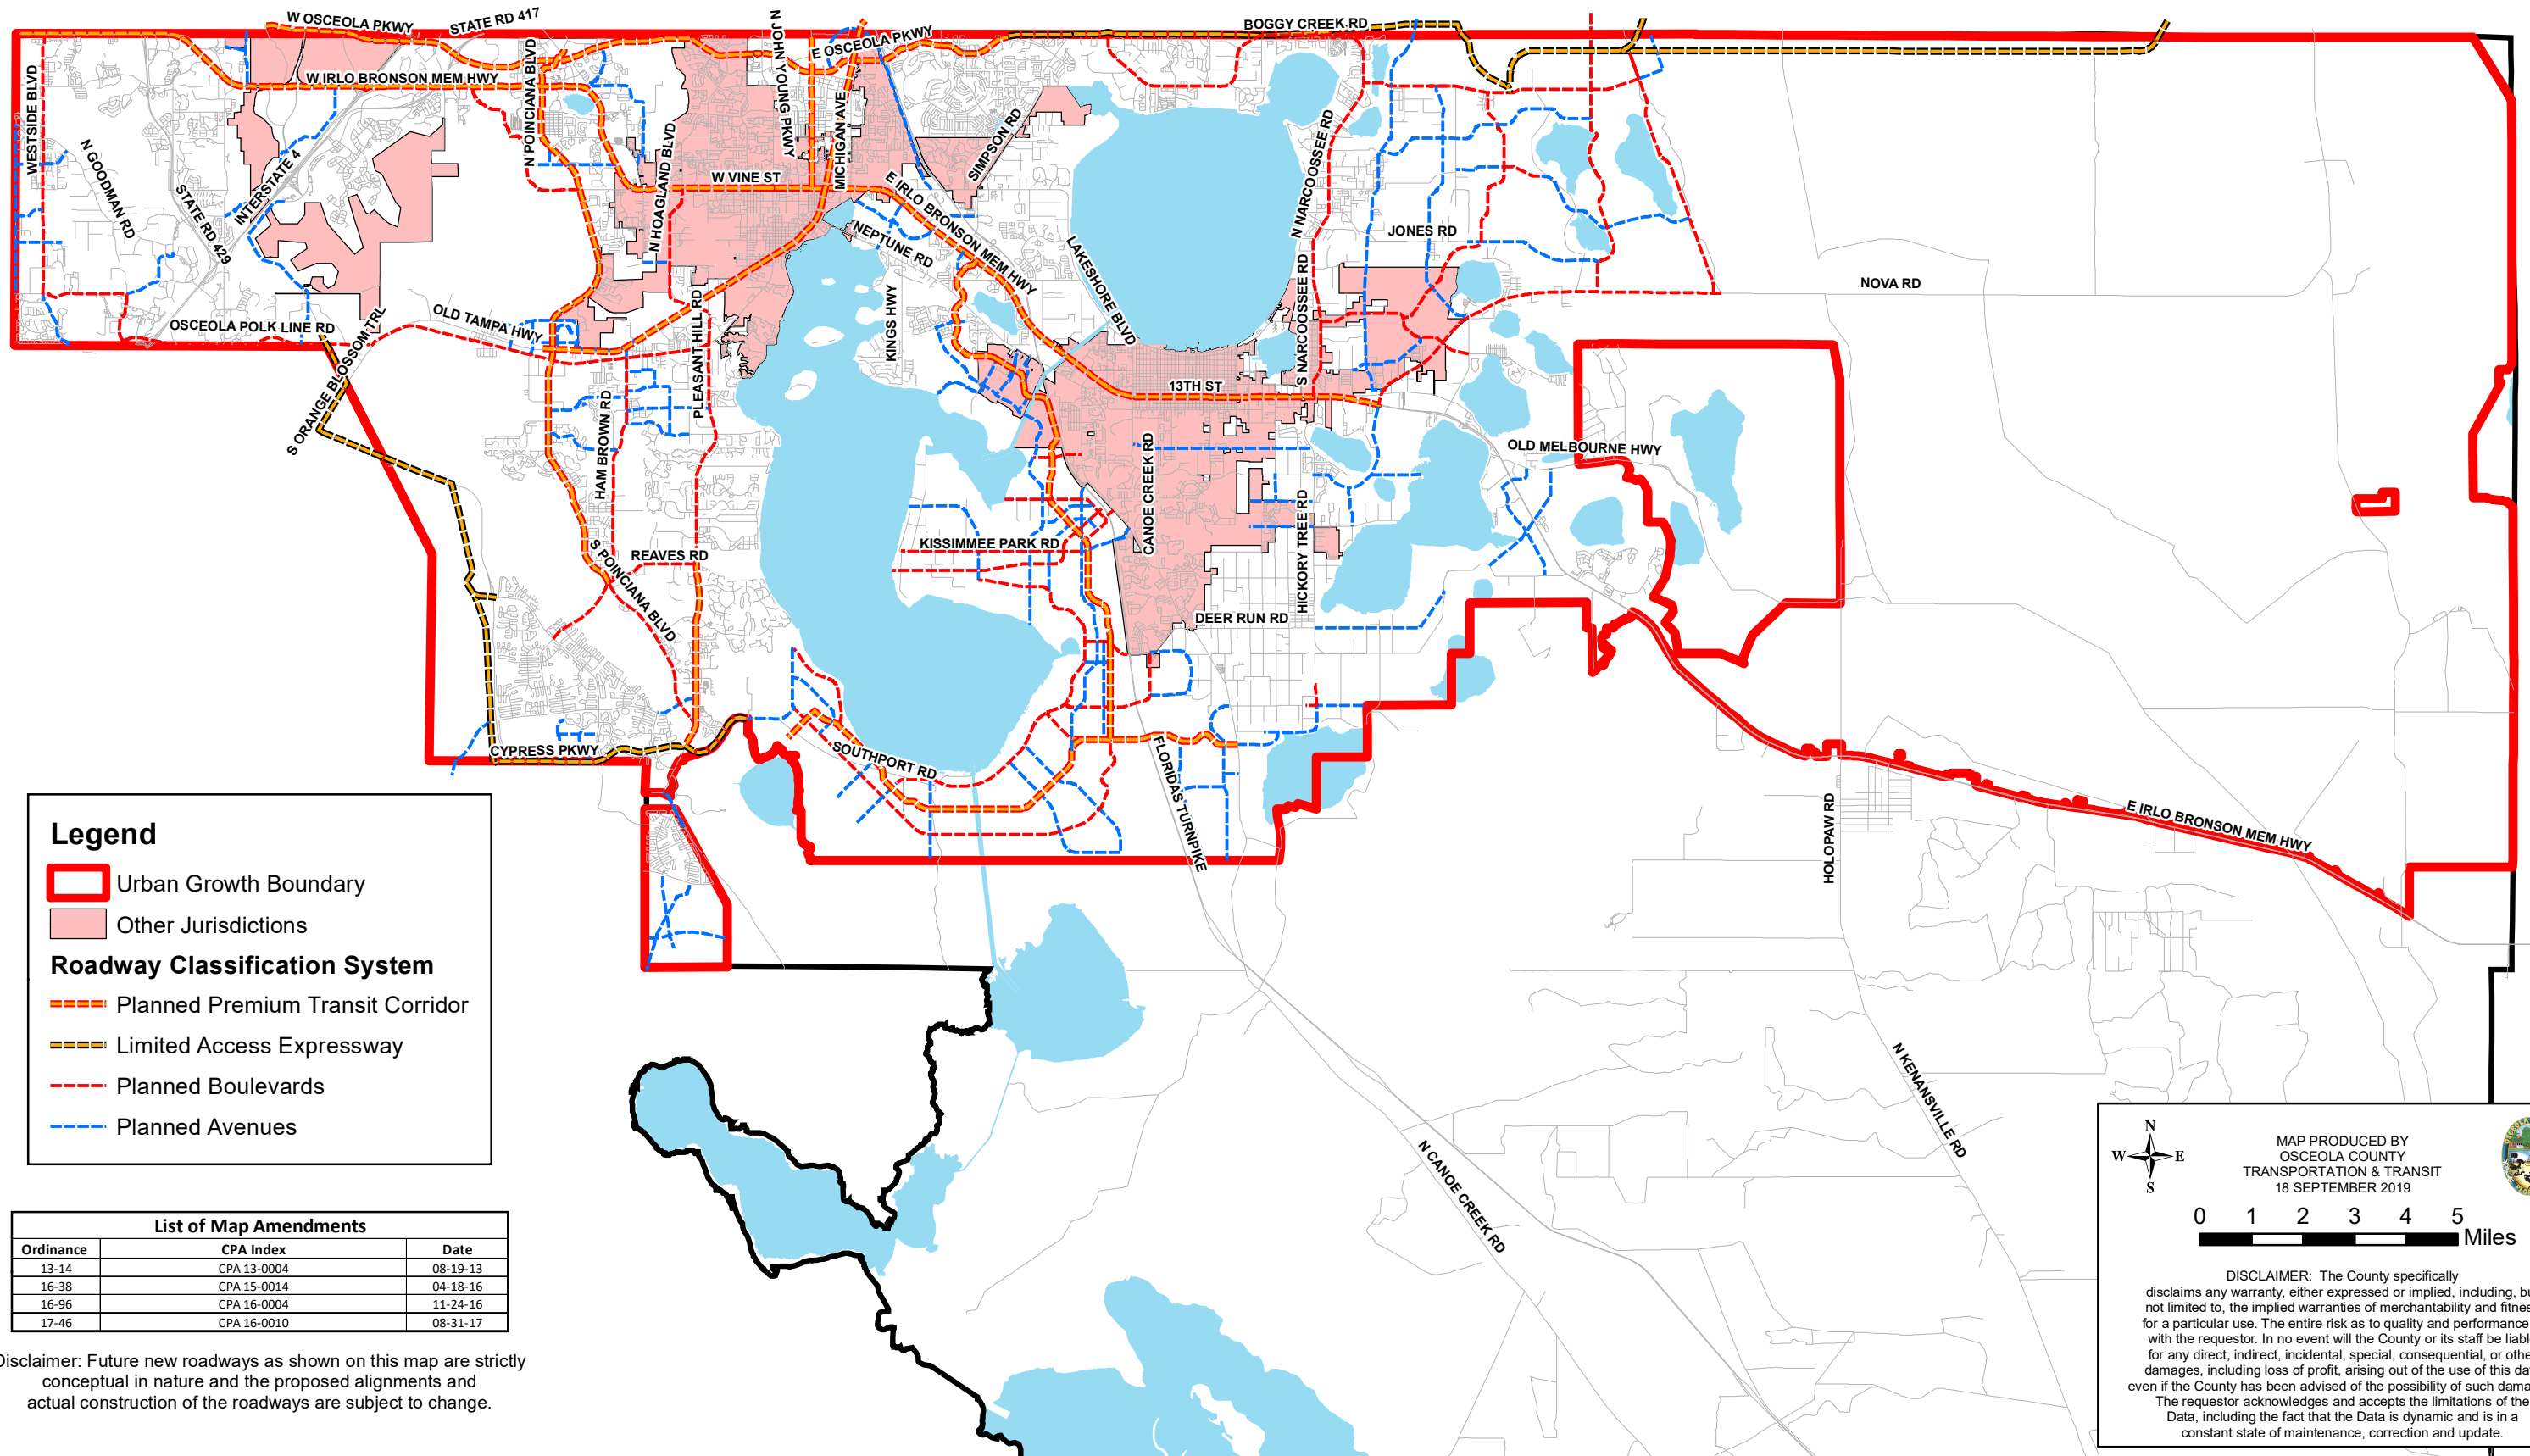 W OSCEOLA PKWY
STATE RD 417
N JOHN YOUNG PKWY
E OSCEOLA PKWY
BOGGY CREEK RD
WESTSIDE BLVD
W IRLO BRONSON MEM HWY
N POINCIANA BLVD
MICHIGAN AVE
SIMPSON RD
N GOODMAN RD
STATE RD 429
INTERSTATE 4
N HOAGLAND BLVD
W VINE ST
E IRLO BRONSON MEM HWY
NEPTUNE RD
LAKESHORE BLVD
N NARCOOSSEE RD
JONES RD
NOVA RD
KINGS HWY
OSCEOLA POLK LINE RD
S ORANGE BLOSSOM TRL
OLD TAMPA HWY
PLEASANT HILL RD
S NARCOOSSEE RD
13TH ST
HAM BROWN RD
CANOE CREEK RD
OLD MELBOURNE HWY
HICKORY TREE RD
REAVES RD
KISSIMMEE PARK RD
S POINCIANA BLVD
DEER RUN RD
CYPRESS PKWY
SOUTHPORT RD
FLORIDAS TURNPIKE
HOLOPAW RD
E IRLO BRONSON MEM HWY
N KENANSVILLE RD
N CANOE CREEK RD
Legend
Urban Growth Boundary
Other Jurisdictions
Roadway Classification System
Planned Premium Transit Corridor
Limited Access Expressway
Planned Boulevards
Planned Avenues
List of Map Amendments
Ordinance CPA Index Date
13-14 CPA 13-0004 08-19-13
16-38 CPA 15-0014 04-18-16
16-96 CPA 16-0004 11-24-16
17-46 CPA 16-0010 08-31-17
Disclaimer: Future new roadways as shown on this map are strictly
conceptual in nature and the proposed alignments and
actual construction of the roadways are subject to change.
N
W E
S
MAP PRODUCED BY
OSCEOLA COUNTY
TRANSPORTATION & TRANSIT
18 SEPTEMBER 2019
0 1 2 3 4 5
Miles
DISCLAIMER: The County specifically
disclaims any warranty, either expressed or implied, including, bu
not limited to, the implied warranties of merchantability and fitnes
for a particular use. The entire risk as to quality and performance
with the requestor. In no event will the County or its staff be liabl
for any direct, indirect, incidental, special, consequential, or othe
damages, including loss of profit, arising out of the use of this dat
even if the County has been advised of the possibility of such dama
The requestor acknowledges and accepts the limitations of the
Data, including the fact that the Data is dynamic and is in a
constant state of maintenance, correction and update.